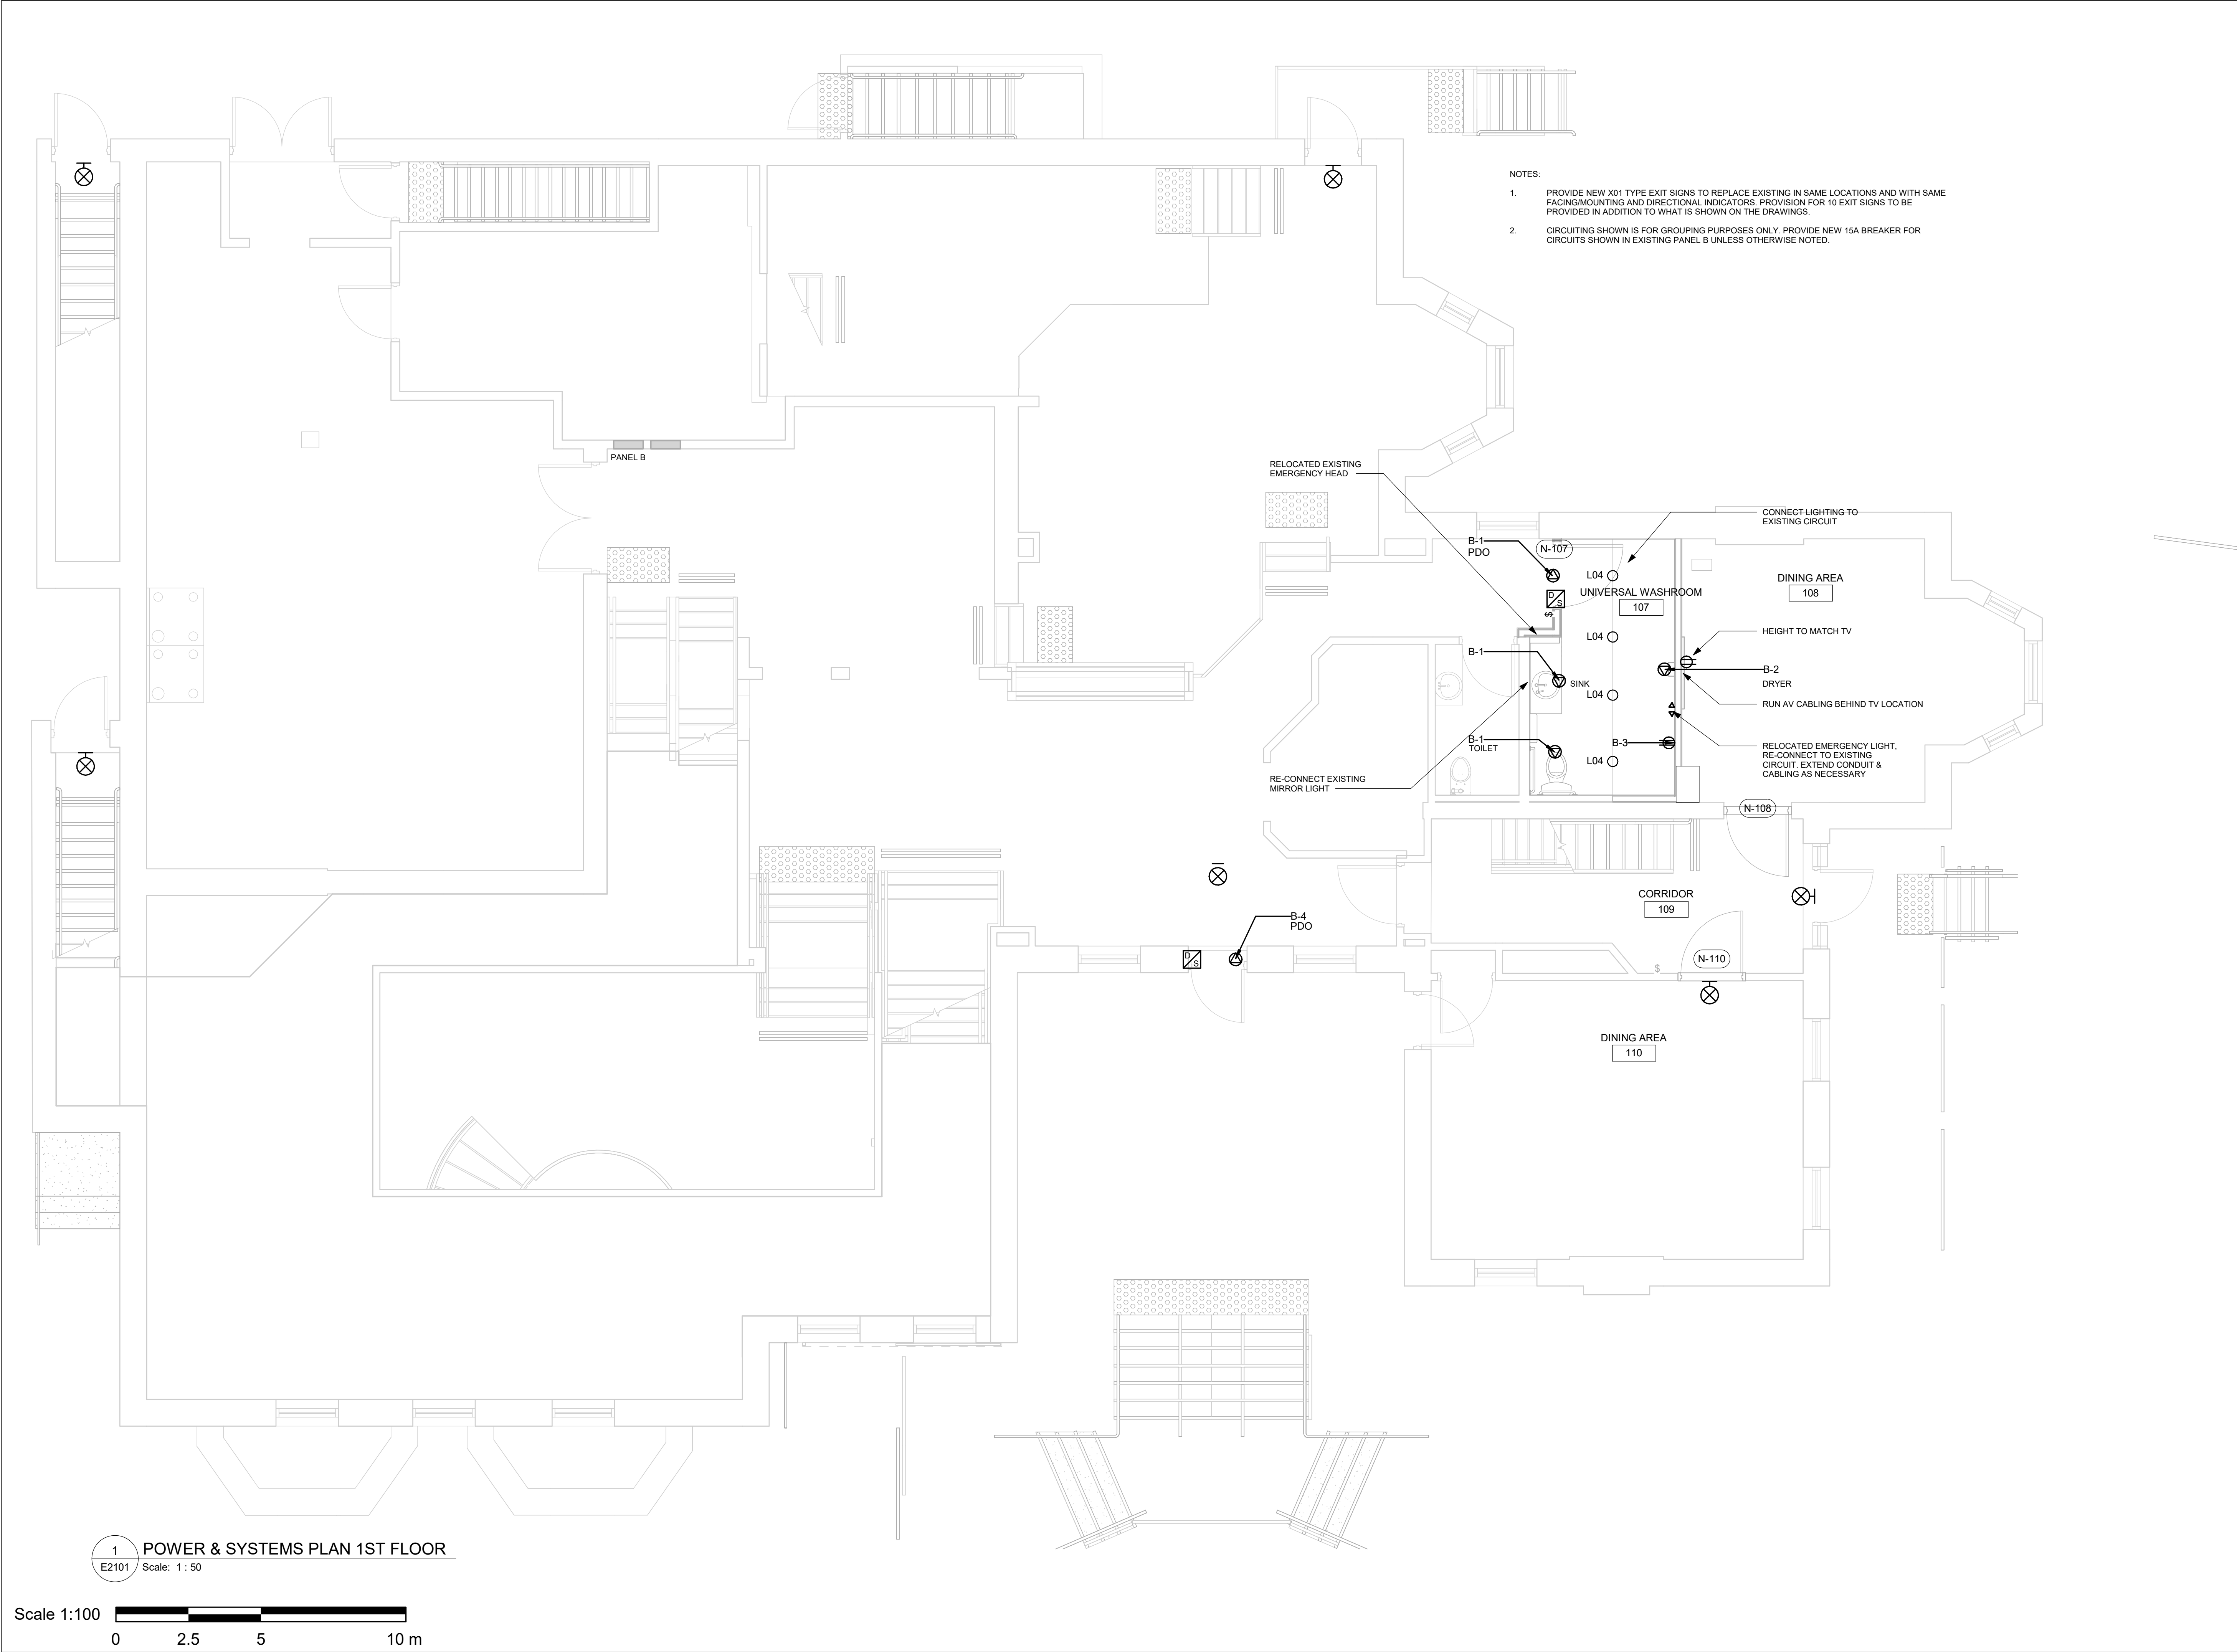 NOTES:
1. PROVIDE NEW X01 TYPE EXIT SIGNS TO REPLACE EXISTING IN SAME LOCATIONS AND WITH SAME
FACING/MOUNTING AND DIRECTIONAL INDICATORS. PROVISION FOR 10 EXIT SIGNS TO BE
PROVIDED IN ADDITION TO WHAT IS SHOWN ON THE DRAWINGS.
2. CIRCUITING SHOWN IS FOR GROUPING PURPOSES ONLY. PROVIDE NEW 15A BREAKER FOR
CIRCUITS SHOWN IN EXISTING PANEL B UNLESS OTHERWISE NOTED.
PANEL B
RELOCATED EXISTING
EMERGENCY HEAD
CONNECT LIGHTING TO
EXISTING CIRCUIT
B-1
PDO
N-107
L04
DINING AREA
108
UNIVERSAL WASHROOM
107
D
S
$
HEIGHT TO MATCH TV
L04
B-1
B-2
DRYER
SINK
L04
RUN AV CABLING BEHIND TV LOCATION
B-1
TOILET
B-3
L04
RELOCATED EMERGENCY LIGHT,
RE-CONNECT TO EXISTING
CIRCUIT. EXTEND CONDUIT &
CABLING AS NECESSARY
RE-CONNECT EXISTING
MIRROR LIGHT
N-108
CORRIDOR
109
B-4
PDO
D
S
N-110
$
DINING AREA
110
1
E2101
POWER & SYSTEMS PLAN 1ST FLOOR
Scale: 1 : 50
Scale 1:100
0 2.5 5 10 m